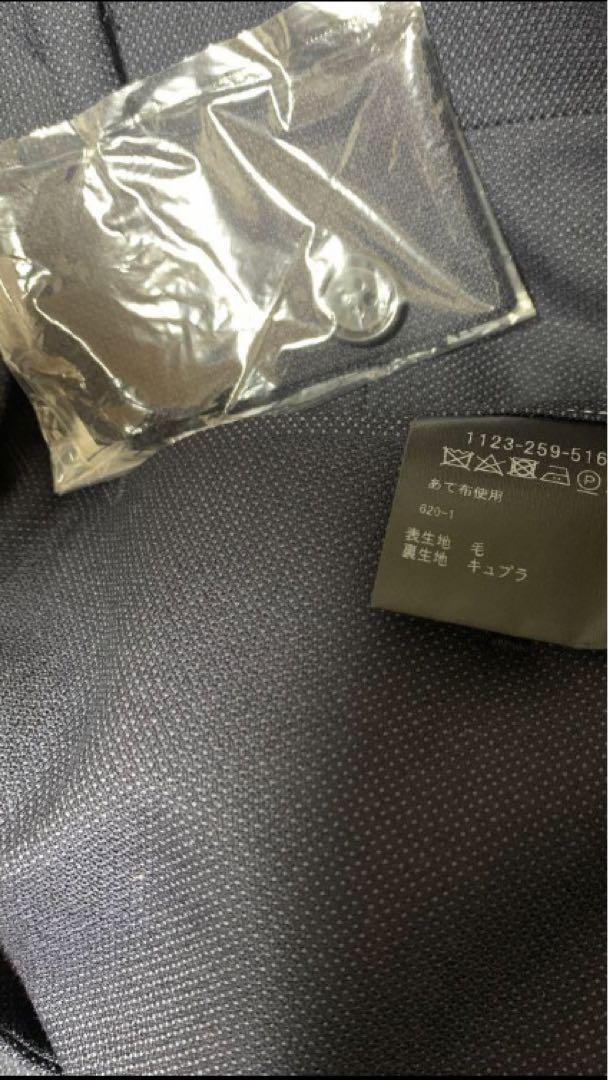 1123-259-516
P
あて布使用
620-1
表生地 毛
裏生地 キュプラ